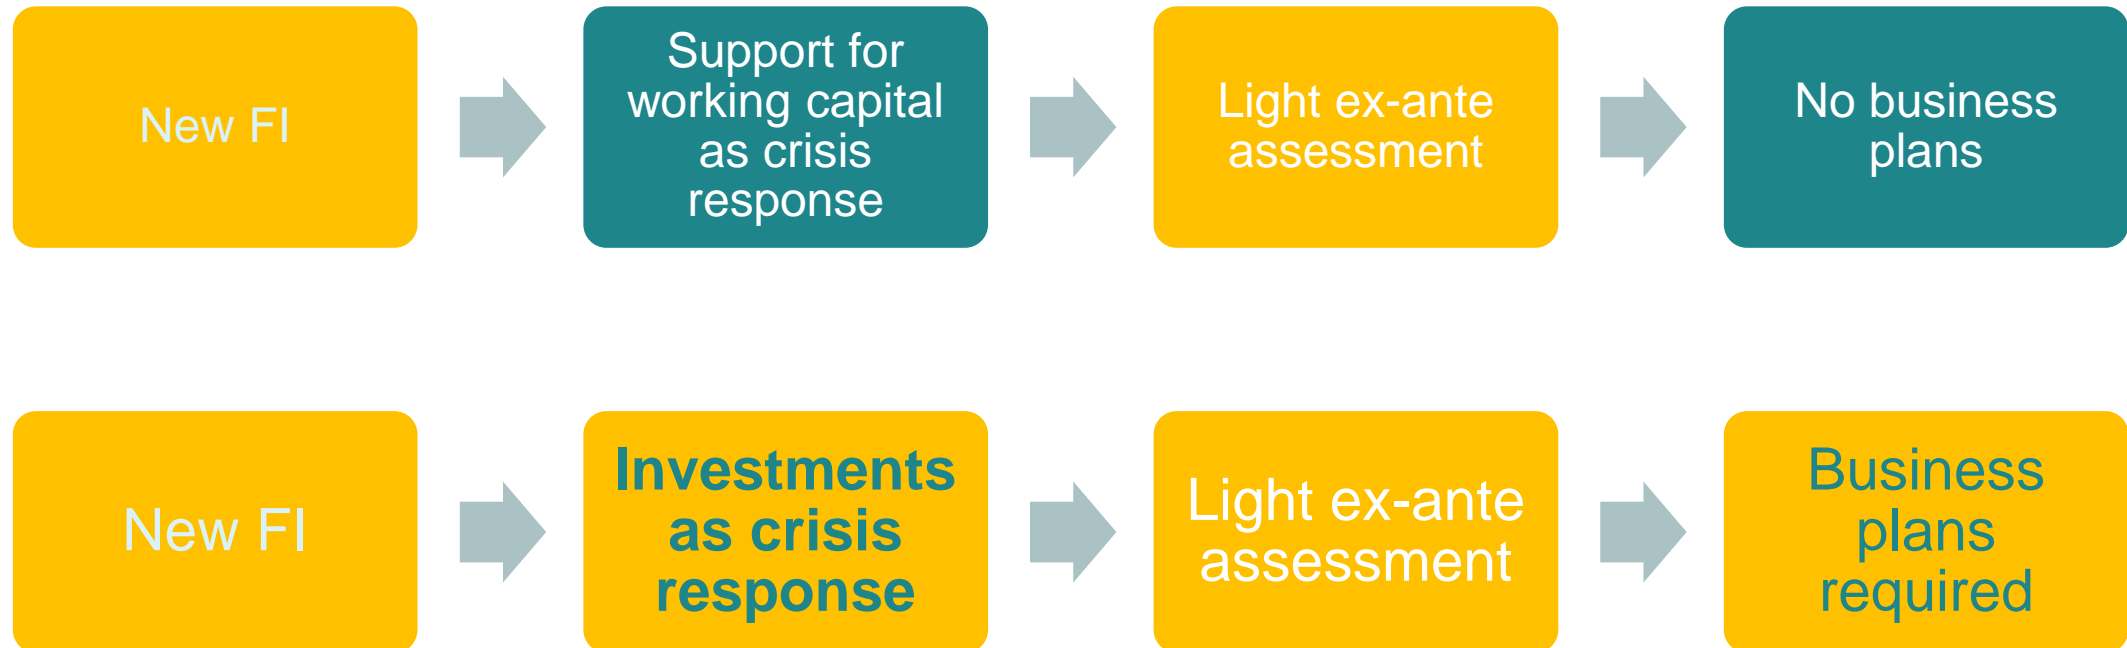 New FI
Support for
working capital
as crisis
response
Light ex-ante
assessment
No business
plans
New FI
Investments
as crisis
response
Light ex-ante
assessment
Business
plans
required